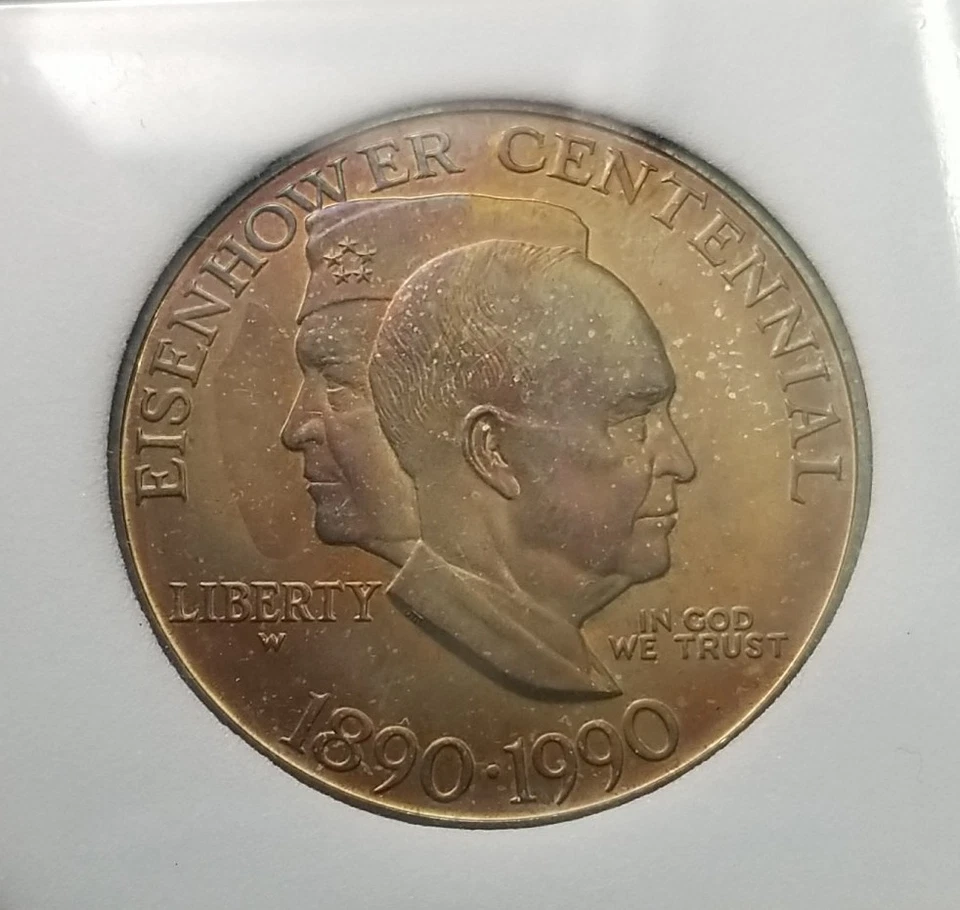 EISENHOWER CENTENNIAL
LIBERTY
W
IN GOD
WE TRUST
1890·1990